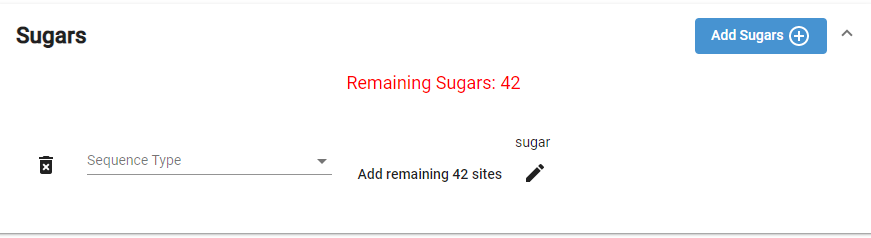 Sugars
Add Sugars
Remaining Sugars: 42
sugar
Sequence Type
Add remaining 42 sites